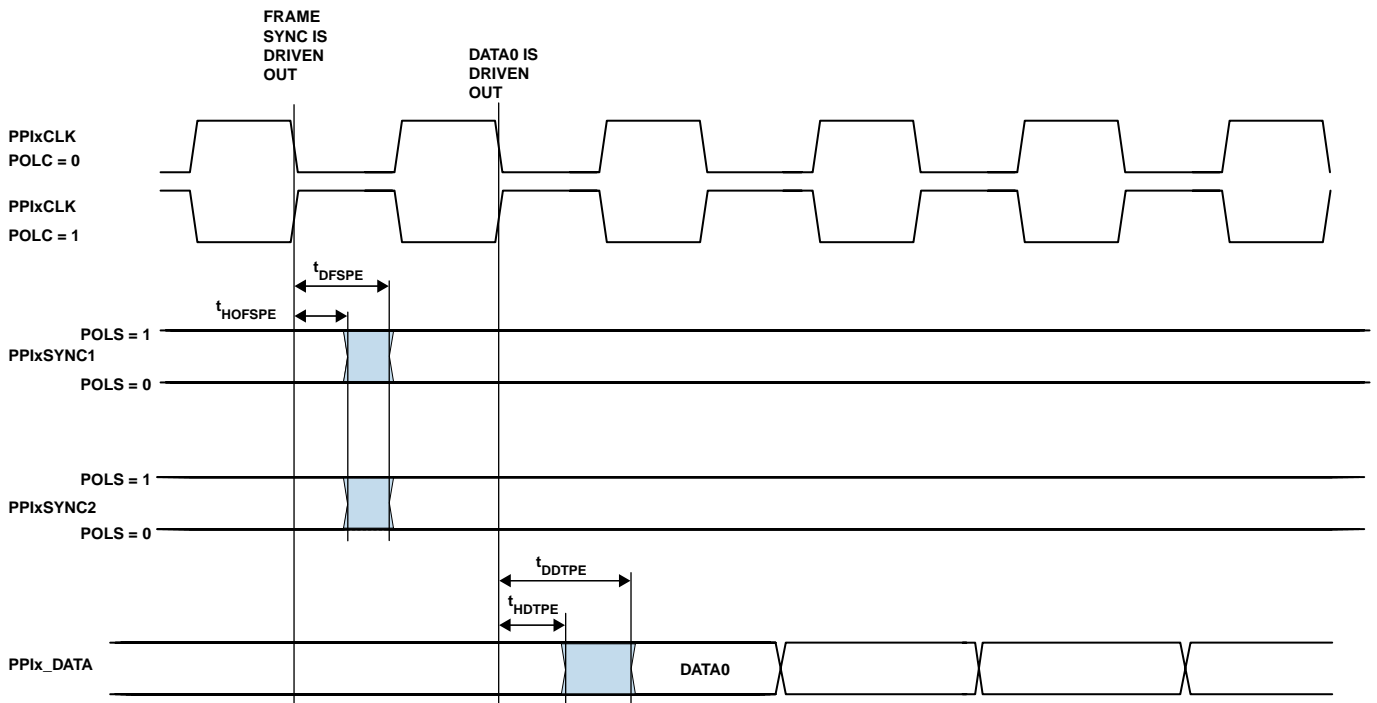 FRAME
SYNC IS
DRIVEN
OUT
DATA0 IS
DRIVEN
OUT
PPIxCLK
POLC = 0
PPIxCLK
POLC = 1
tDFSPE
tHOFSPE
POLS = 1
PPIxSYNC1
POLS = 0
POLS = 1
PPIxSYNC2
POLS = 0
tDDTPE
tHDTPE
PPIx_DATA
DATA0